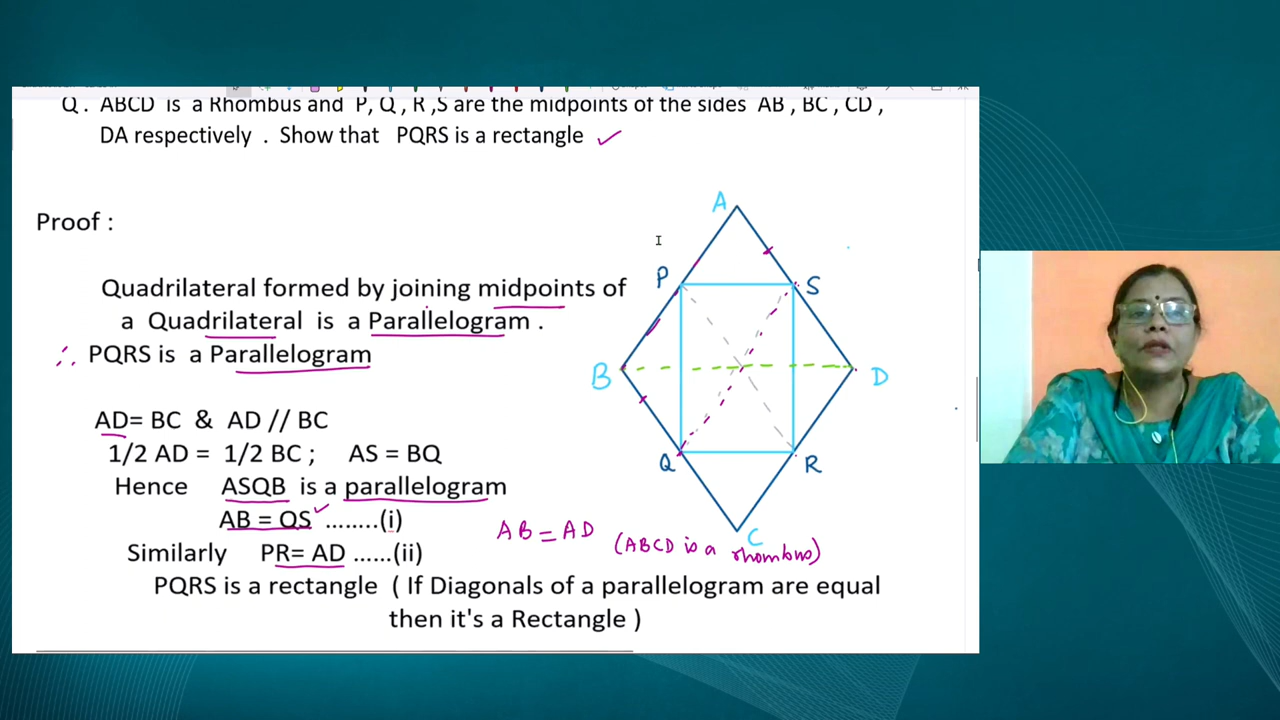 Q . ABCD is a Rhombus and P, Q , R ,S are the midpoints of the sides AB , BC , CD ,
DA respectively . Show that PQRS is a rectangle ✓
Proof :
Quadrilateral formed by joining midpoints of
a Quadrilateral is a Parallelogram .
∴ PQRS is a Parallelogram
AD= BC & AD // BC
1/2 AD = 1/2 BC ; AS = BQ
Hence ASQB is a parallelogram
AB = QS ✓ ........(i)
AB = AD (ABCD is a rhombus)
Similarly PR= AD ......(ii)
PQRS is a rectangle ( If Diagonals of a parallelogram are equal
then it's a Rectangle )
A
P
S
B
D
Q
R
C